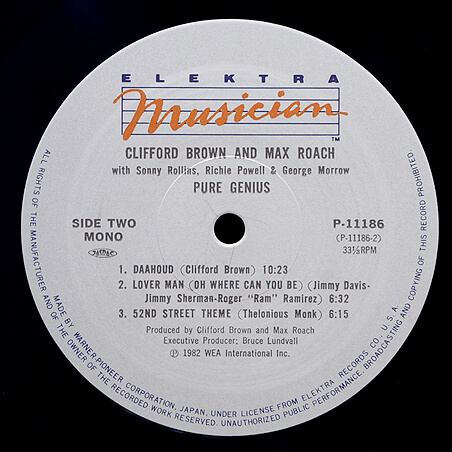 ELEKTRA
Musician
TM
CLIFFORD BROWN AND MAX ROACH
with Sonny Rollins, Richie Powell & George Morrow
PURE GENIUS
SIDE TWO
MONO
JASRAC
P-11186
(P-11186-2)
33⅓RPM
1. DAAHOUD (Clifford Brown) 10:23
2. LOVER MAN (OH WHERE CAN YOU BE) (Jimmy Davis-
Jimmy Sherman-Roger "Ram" Ramirez) 6:32
3. 52ND STREET THEME (Thelonious Monk) 6:15
Produced by Clifford Brown and Max Roach
Executive Producer: Bruce Lundvall
℗ 1982 WEA International Inc.
MADE BY WARNER-PIONEER CORPORATION, JAPAN, UNDER LICENSE FROM ELEKTRA RECORDS CO., U.S.A.
ALL RIGHTS OF THE MANUFACTURER AND OF THE OWNER OF THE RECORDED WORK RESERVED. UNAUTHORIZED PUBLIC PERFORMANCE, BROADCASTING AND COPYING OF THIS RECORD PROHIBITED